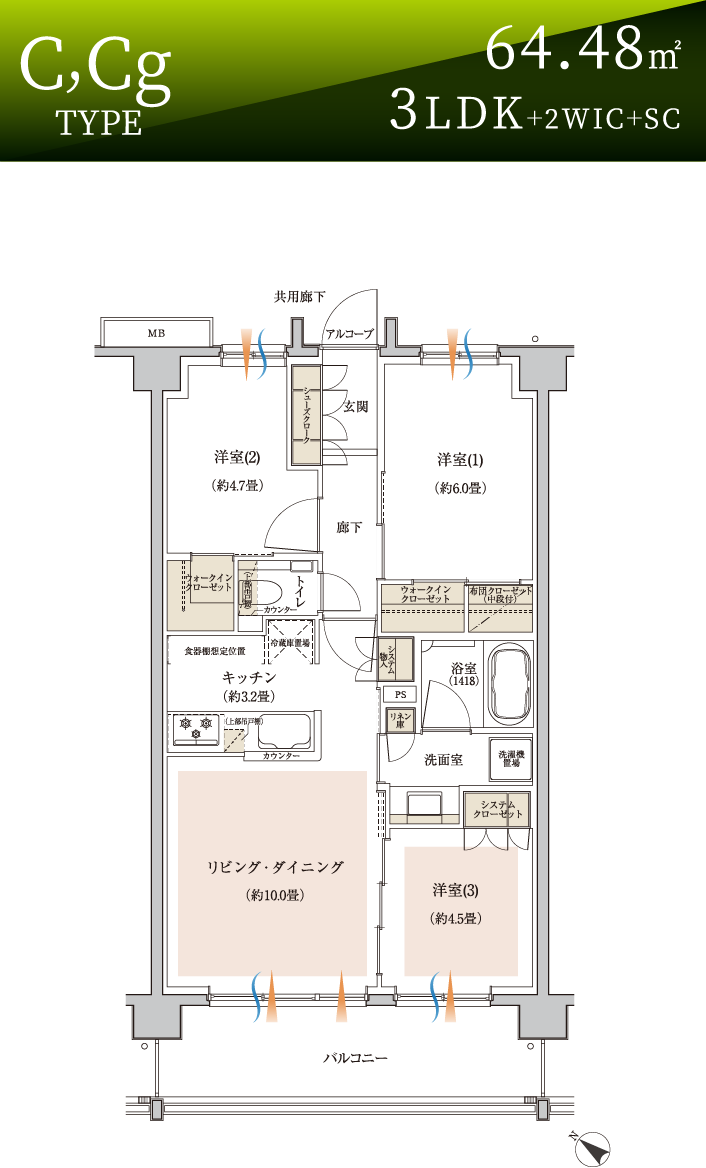 C,Cg
TYPE
64.48㎡
3LDK+2WIC+SC
共用廊下
MB
アルコーブ
シューズクローク
玄関
洋室(2)
(約4.7畳)
洋室(1)
(約6.0畳)
廊下
ウォークイン
クローゼット
(上部吊戸棚)
トイレ
カウンター
ウォークイン
クローゼット
布団クローゼット
(中段付)
食器棚想定位置
冷蔵庫置場
キッチン
(約3.2畳)
システム
物入
浴室
(1418)
PS
リネン
庫
(上部吊戸棚)
カウンター
洗面室
洗濯機
置場
システム
クローゼット
リビング・ダイニング
(約10.0畳)
洋室(3)
(約4.5畳)
バルコニー
N